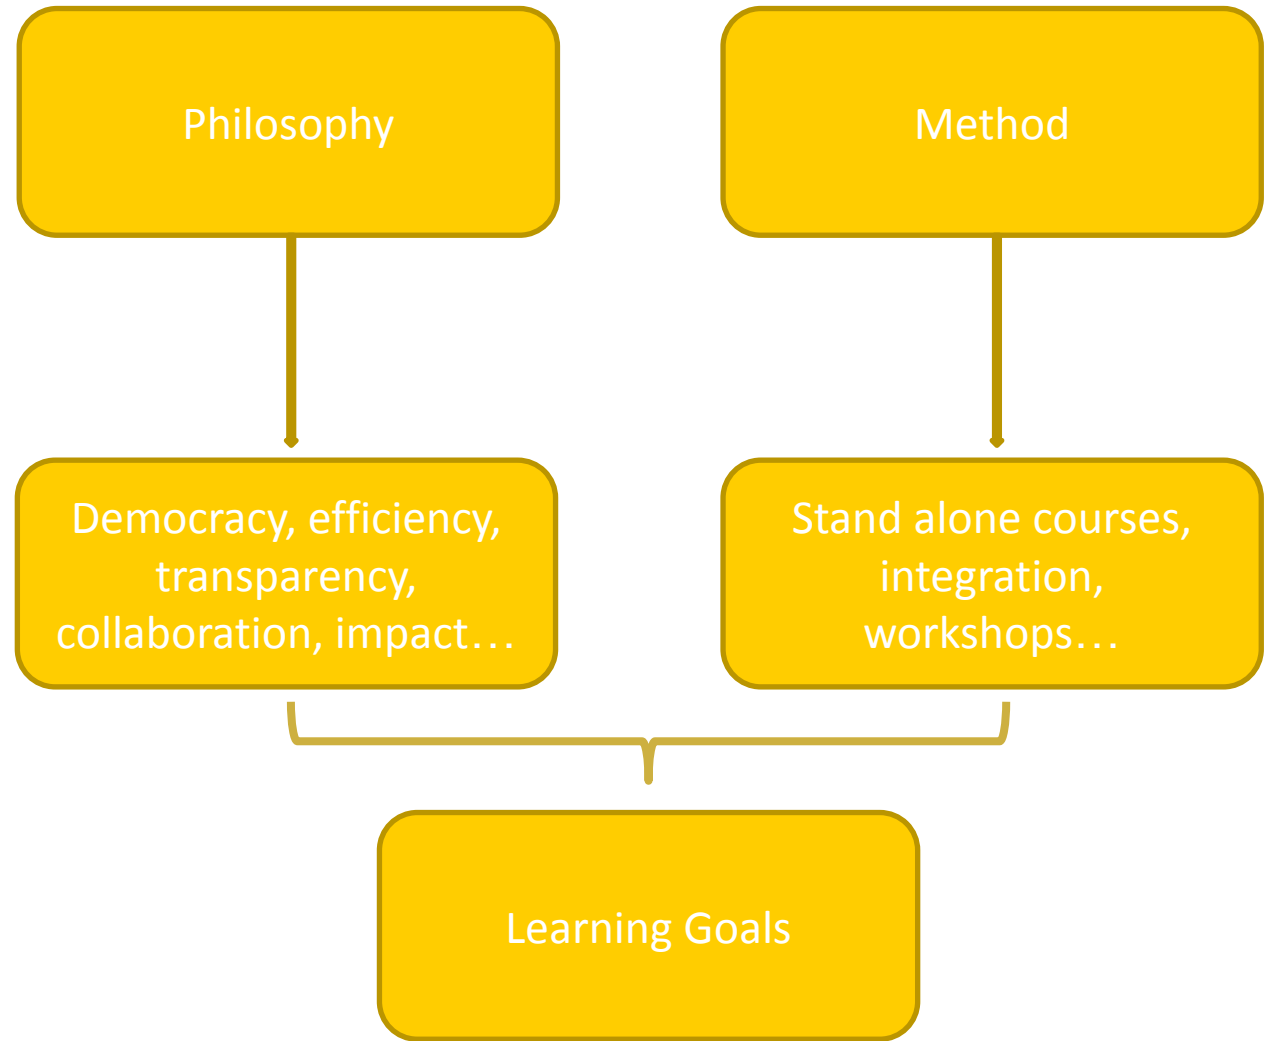 Philosophy
Method
Democracy, efficiency,
transparency,
collaboration, impact…
Stand alone courses,
integration,
workshops…
Learning Goals